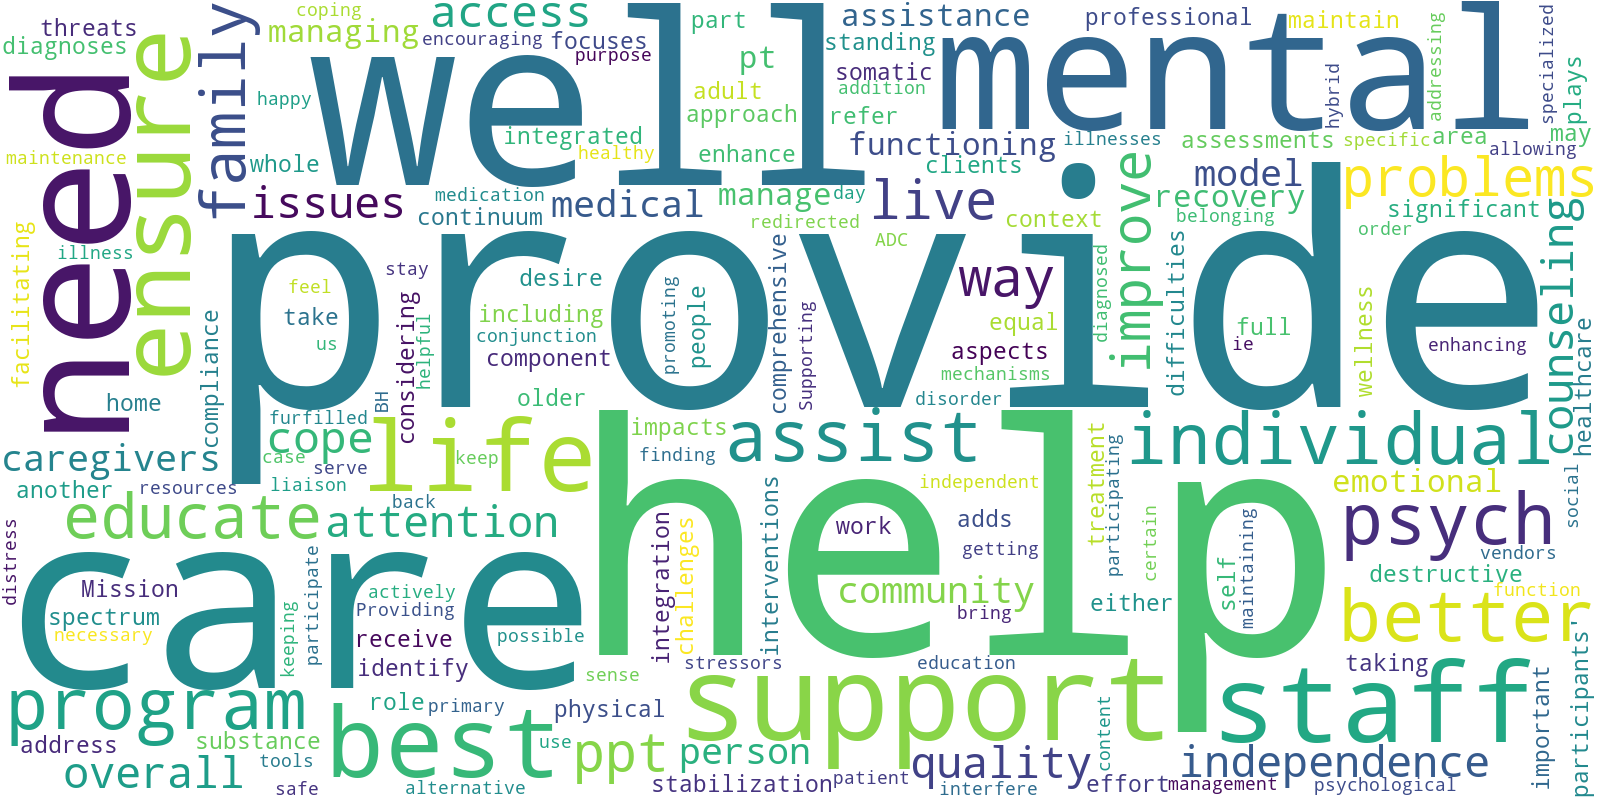 threats
coping
managing
access
part
assistance
professional
maintain
diagnoses
encouraging
focuses
purpose
standing
pt
somatic
specialized
hybrid
addressing
plays
need
ensure
family
well
mental
happy
adult
addition
approach
refer
integrated
functioning
illnesses
assessments
specific
area
may
maintenance
whole
healthy
enhance
clients
allowing
model
problems
issues
medication
continuum
medical
manage
day
live
improve
recovery
redirected
context
belonging
significant
order
illness
ADC
facilitating
provide
stay
desire
comprehensive
way
diagnosed
difficulties
counseling
feel
take
us
including
conjunction
component
promoting
people
Supporting
equal
aspects
mechanisms
full
ie
wellness
enhancing
healthcare
compliance
considering
helpful
home
older
disorder
BH
furfilled
cope
life
impacts
assist
individual
caregivers
case
serve
keep
finding
help
another
resources
liaison
back
independent
treatment
participating
emotional
social
educate
attention
integration
challenges
interventions
work
adds
getting
certain
psych
vendors
distress
care
Mission
participate
actively
Providing
community
bring
either
self
maintaining
destructive
function
spectrum
necessary
keeping
receive
possible
better
identify
sense
stressors
education
support
staff
taking
program
role
primary
physical
important
participants'
address
substance
best
use
ppt
person
quality
content
independence
overall
tools
safe
alternative
stabilization
patient
interfere
effort
management
psychological